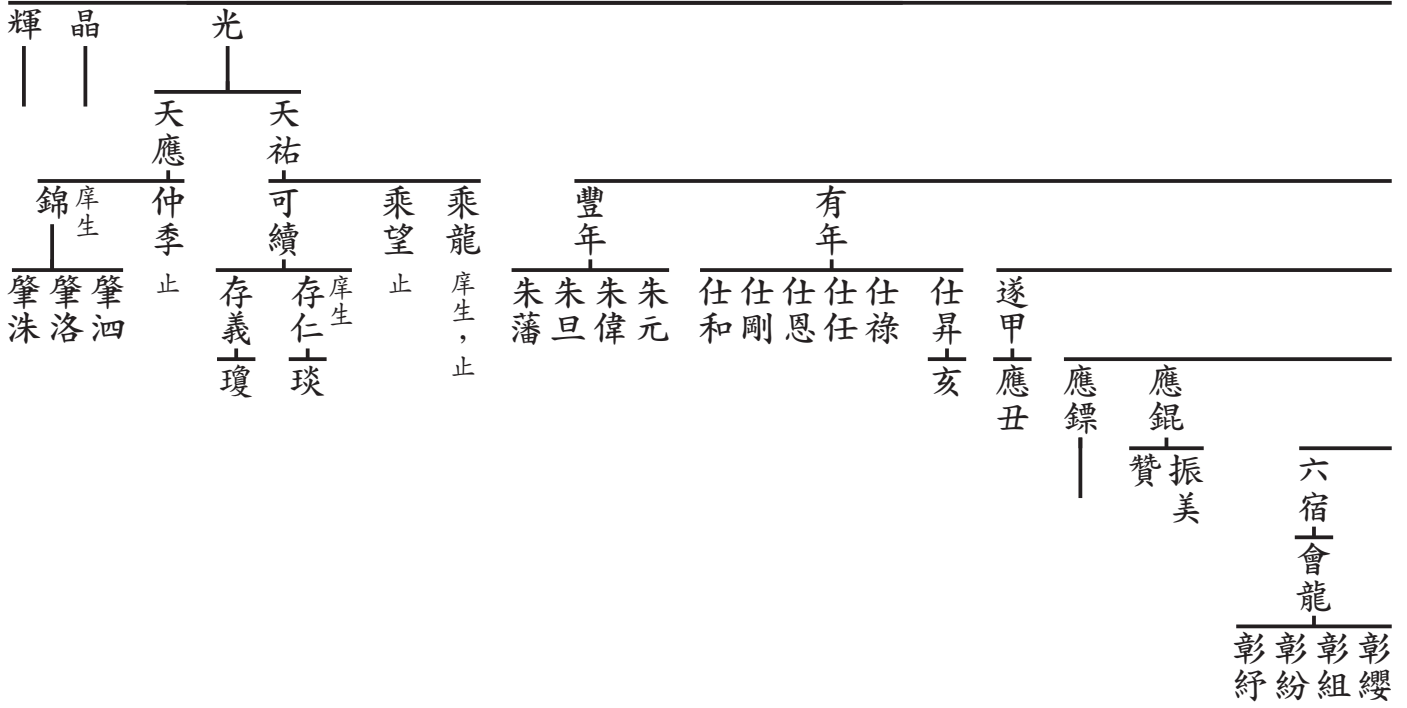 光
晶
輝
天祐
天應
有年
豐年
乘龍 庠生，止
乘望 止
可續
仲季 止
錦 庠生
遂甲
仕昇
仕祿
仕任
仕恩
仕剛
仕和
朱元
朱偉
朱旦
朱藩
存仁 庠生
存義
肇泗
肇洛
肇洙
應錕
應鏢
應丑
亥
琰
瓊
六宿
振美
贊
會龍
彰纓
彰組
彰紛
彰紓